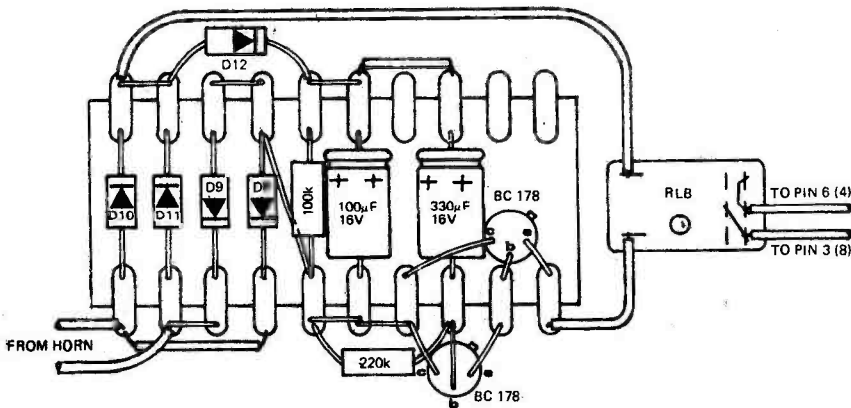 D12
D10
D11
D9
100k
100µF
16V
330µF
16V
BC 178
c
b
e
RLB
TO PIN 6 (4)
TO PIN 3 (8)
FROM HORN
220k
c
b
e
BC 178